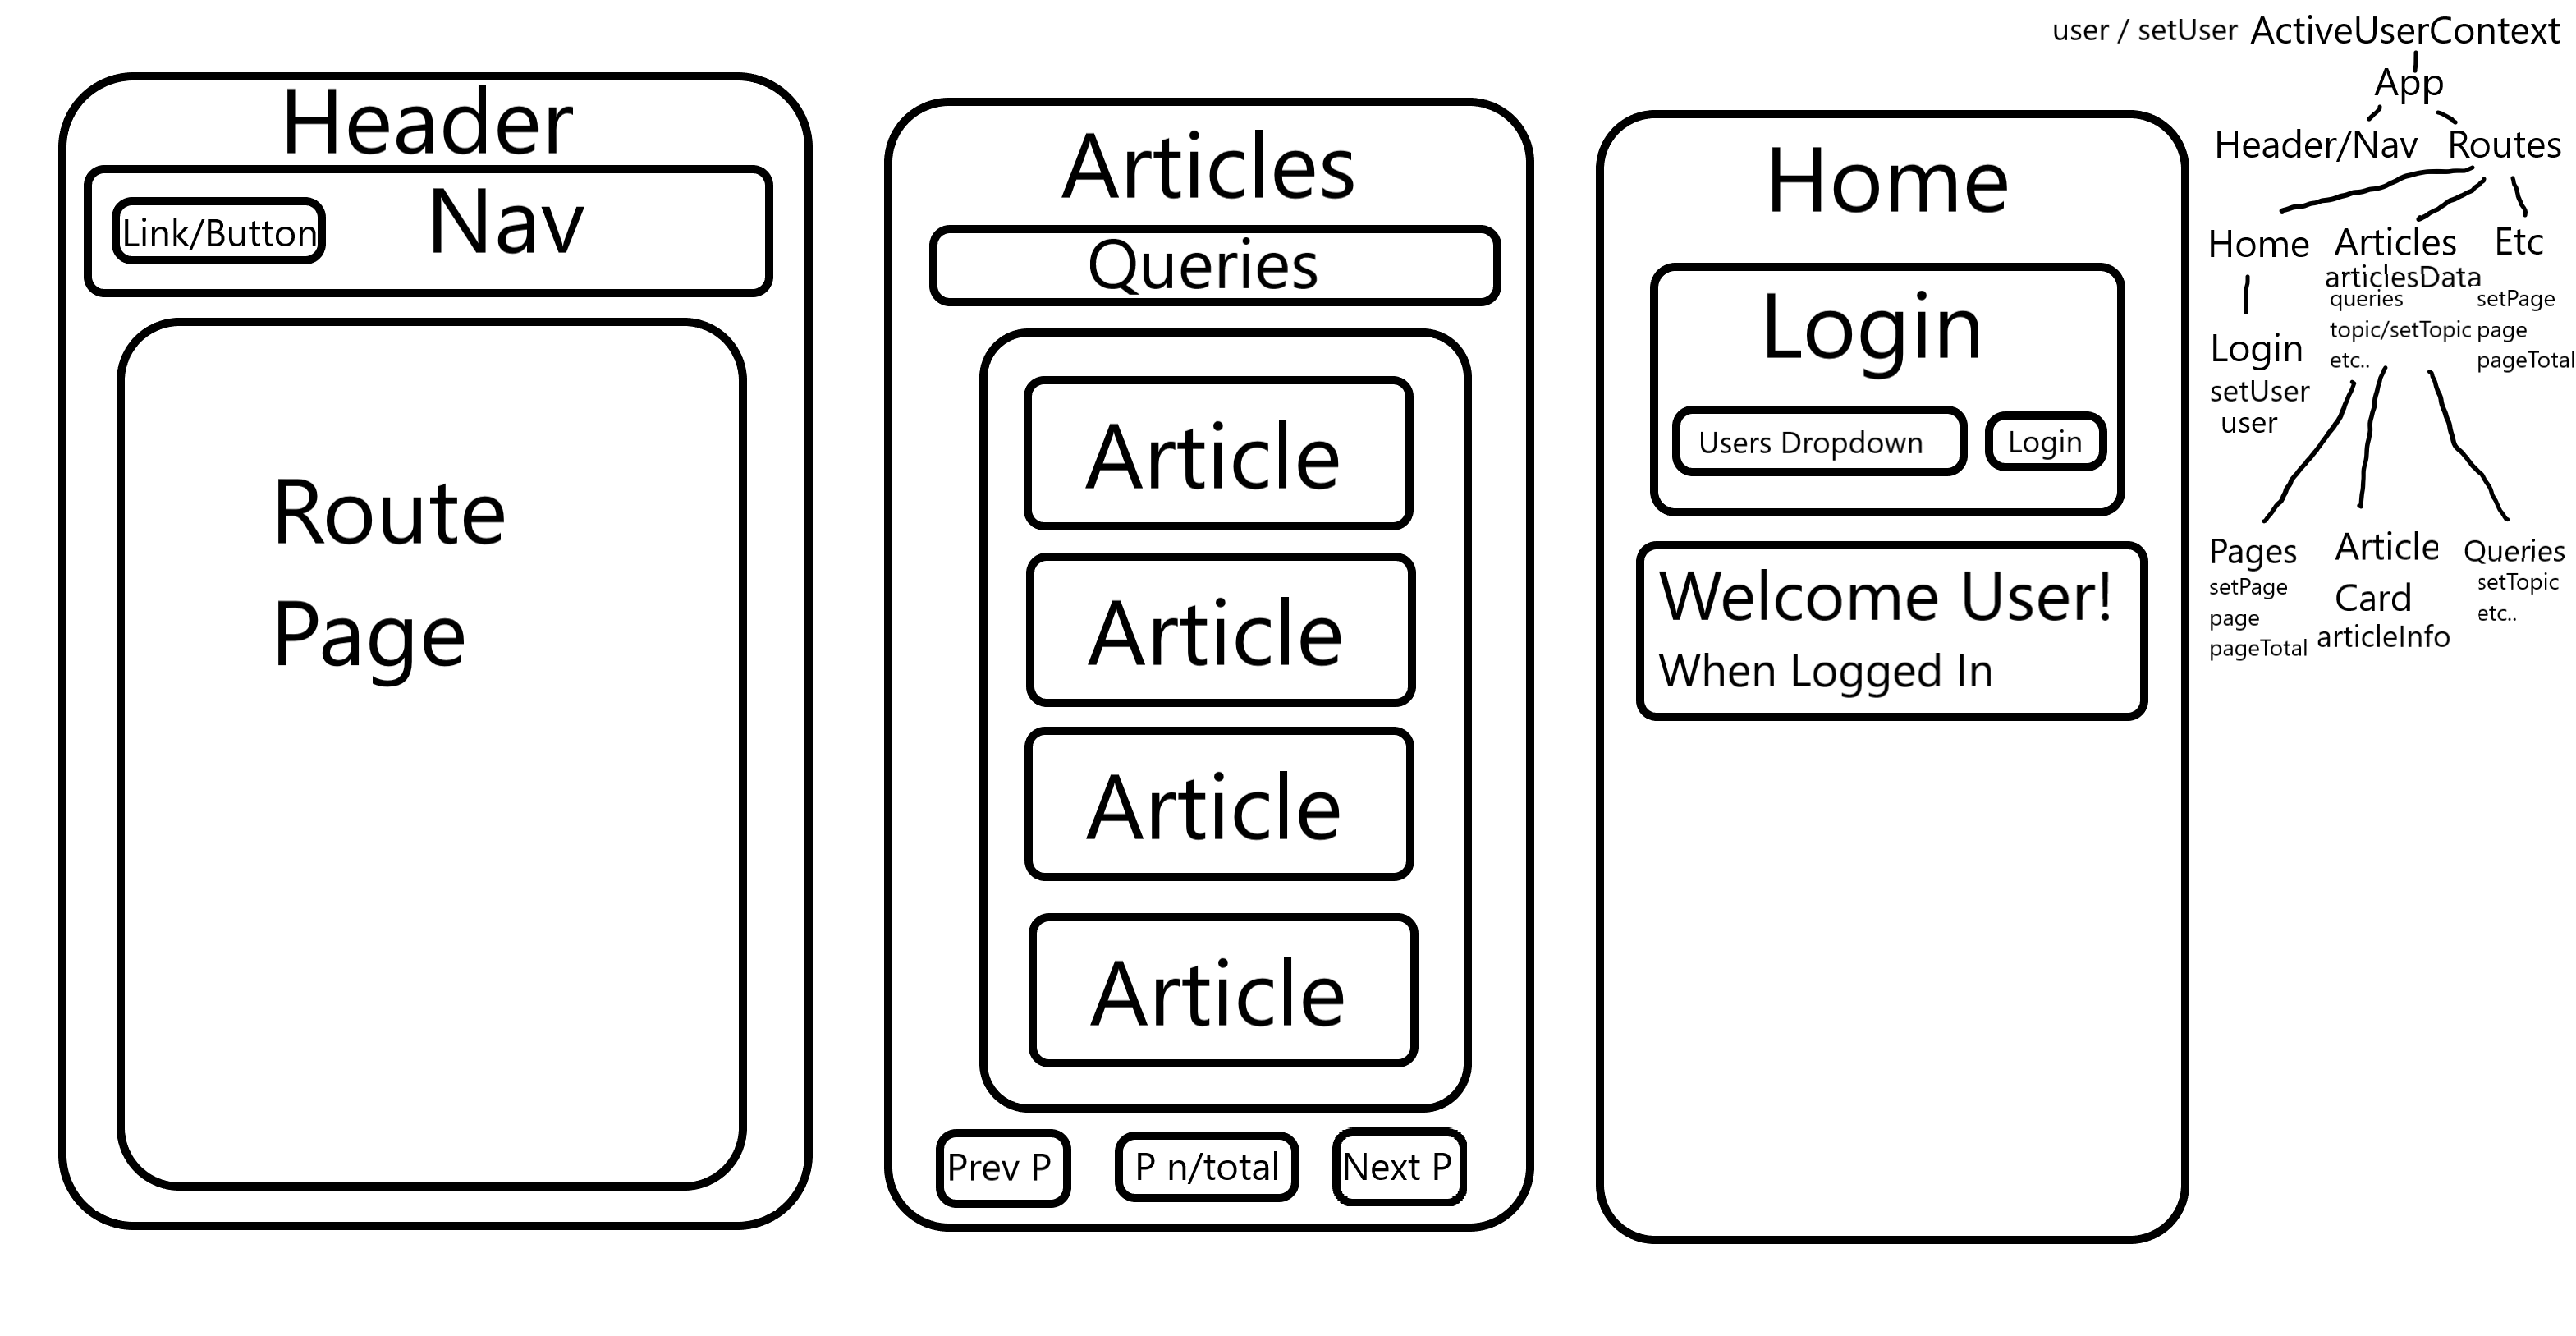 Header
Nav
Link/Button
Route
Page
Articles
Queries
Article
Article
Article
Article
Prev P
P n/total
Next P
Home
Login
Users Dropdown
Login
Welcome User!
When Logged In
user / setUser ActiveUserContext
App
Header/Nav Routes
Home
Login
setUser
user
Articles
articlesData
queries
topic/setTopic
etc..
setPage
page
pageTotal
Etc
Pages
setPage
page
pageTotal
Article
Card
articleInfo
Queries
setTopic
etc..